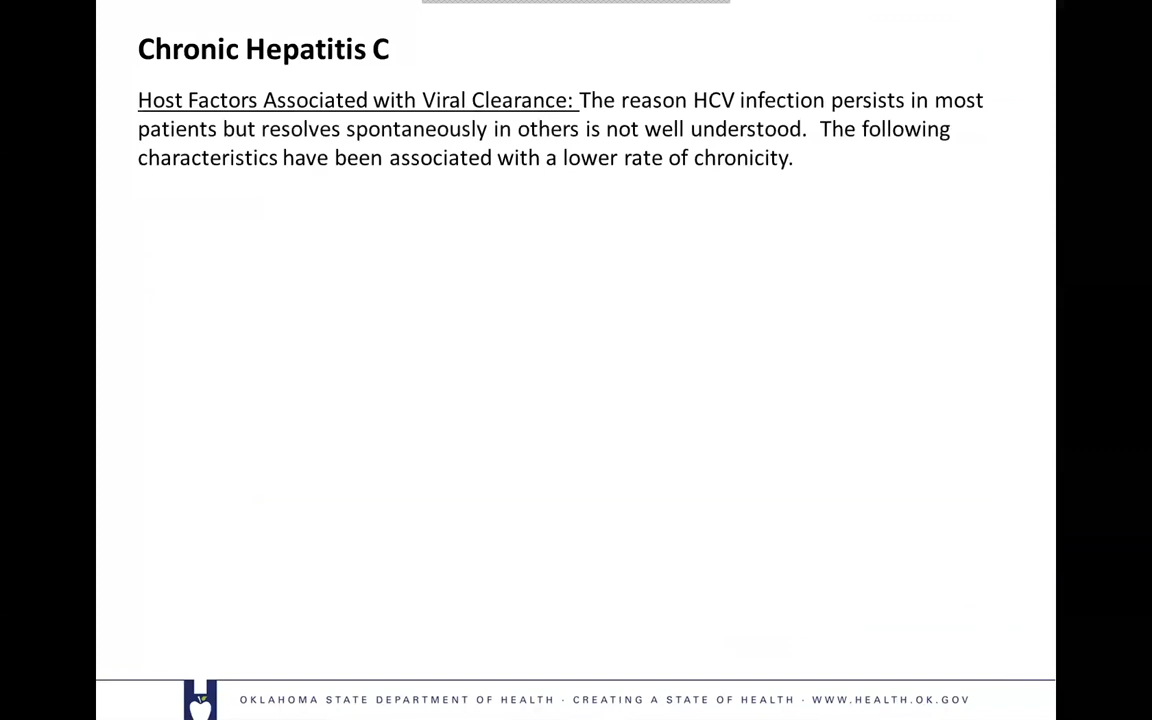 Chronic Hepatitis C
Host Factors Associated with Viral Clearance: The reason HCV infection persists in most
patients but resolves spontaneously in others is not well understood.  The following
characteristics have been associated with a lower rate of chronicity.
OKLAHOMA STATE DEPARTMENT OF HEALTH · CREATING A STATE OF HEALTH · WWW.HEALTH.OK.GOV